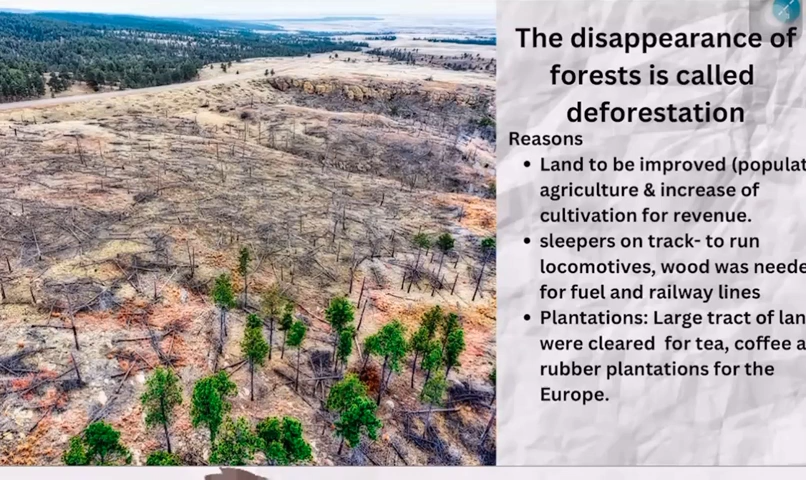 The disappearance of
forests is called
deforestation
Reasons
• Land to be improved (populat
agriculture & increase of
cultivation for revenue.
• sleepers on track- to run
locomotives, wood was neede
for fuel and railway lines
• Plantations: Large tract of lan
were cleared for tea, coffee a
rubber plantations for the
Europe.